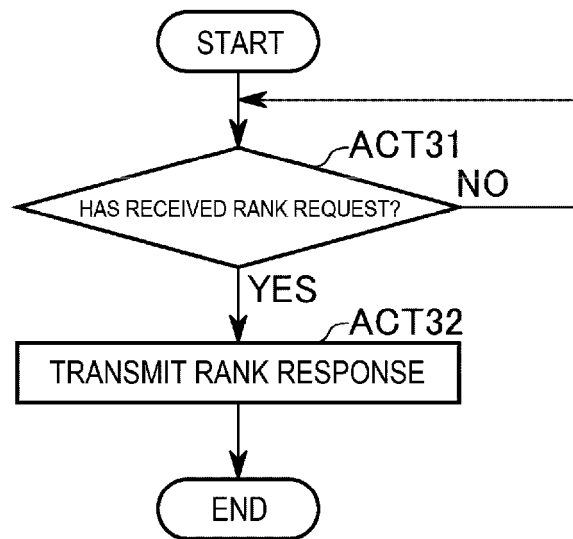 START
ACT31
HAS RECEIVED RANK REQUEST?
NO
YES
ACT32
TRANSMIT RANK RESPONSE
END